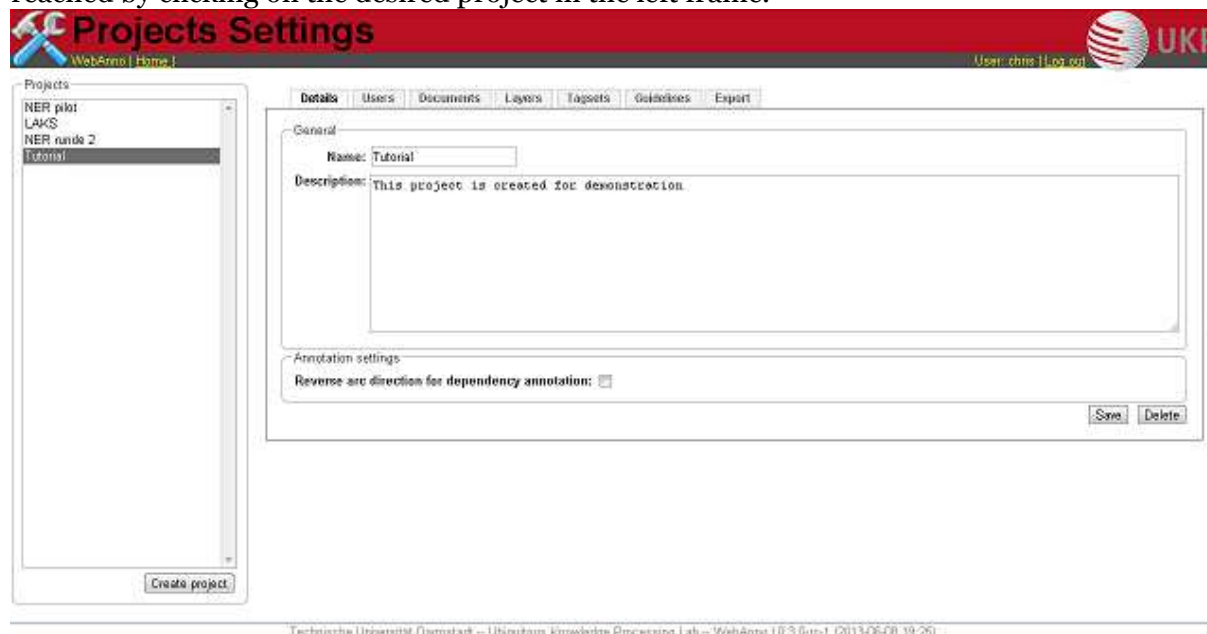 reached by clicking on the desired project in the left frame.
Projects Settings
UKP
WebAnno | Home |
User: chris | Log out
Projects
NER pilot
LAKS
NER runde 2
Tutorial
Create project
Details Users Documents Layers Tagsets Guidelines Export
General
Name: Tutorial
Description: This project is created for demonstration
Annotation settings
Reverse arc direction for dependency annotation:
Save Delete
Technische Universität Darmstadt -- Ubiquitous Knowledge Processing Lab -- WebAnno